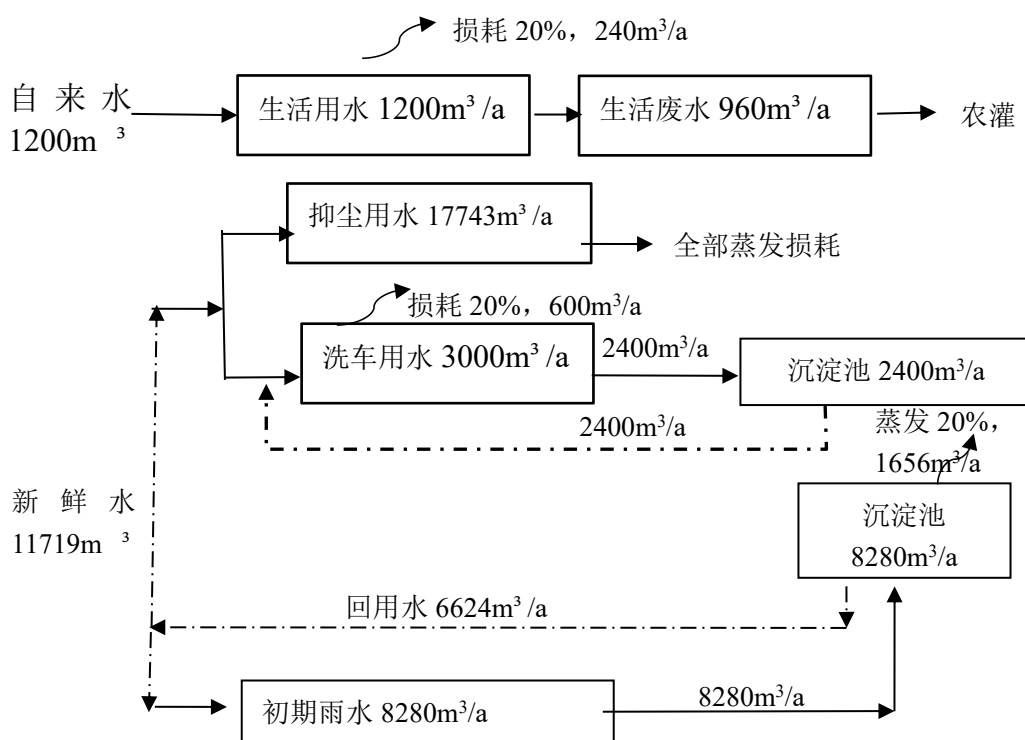 损耗 20%，240m³/a
自来水
1200m³
生活用水 1200m³/a
生活废水 960m³/a
农灌
抑尘用水 17743m³/a
全部蒸发损耗
损耗 20%，600m³/a
洗车用水 3000m³/a
2400m³/a
沉淀池 2400m³/a
2400m³/a
蒸发 20%，
1656m³/a
新鲜水
11719m³
沉淀池
8280m³/a
回用水 6624m³/a
初期雨水 8280m³/a
8280m³/a